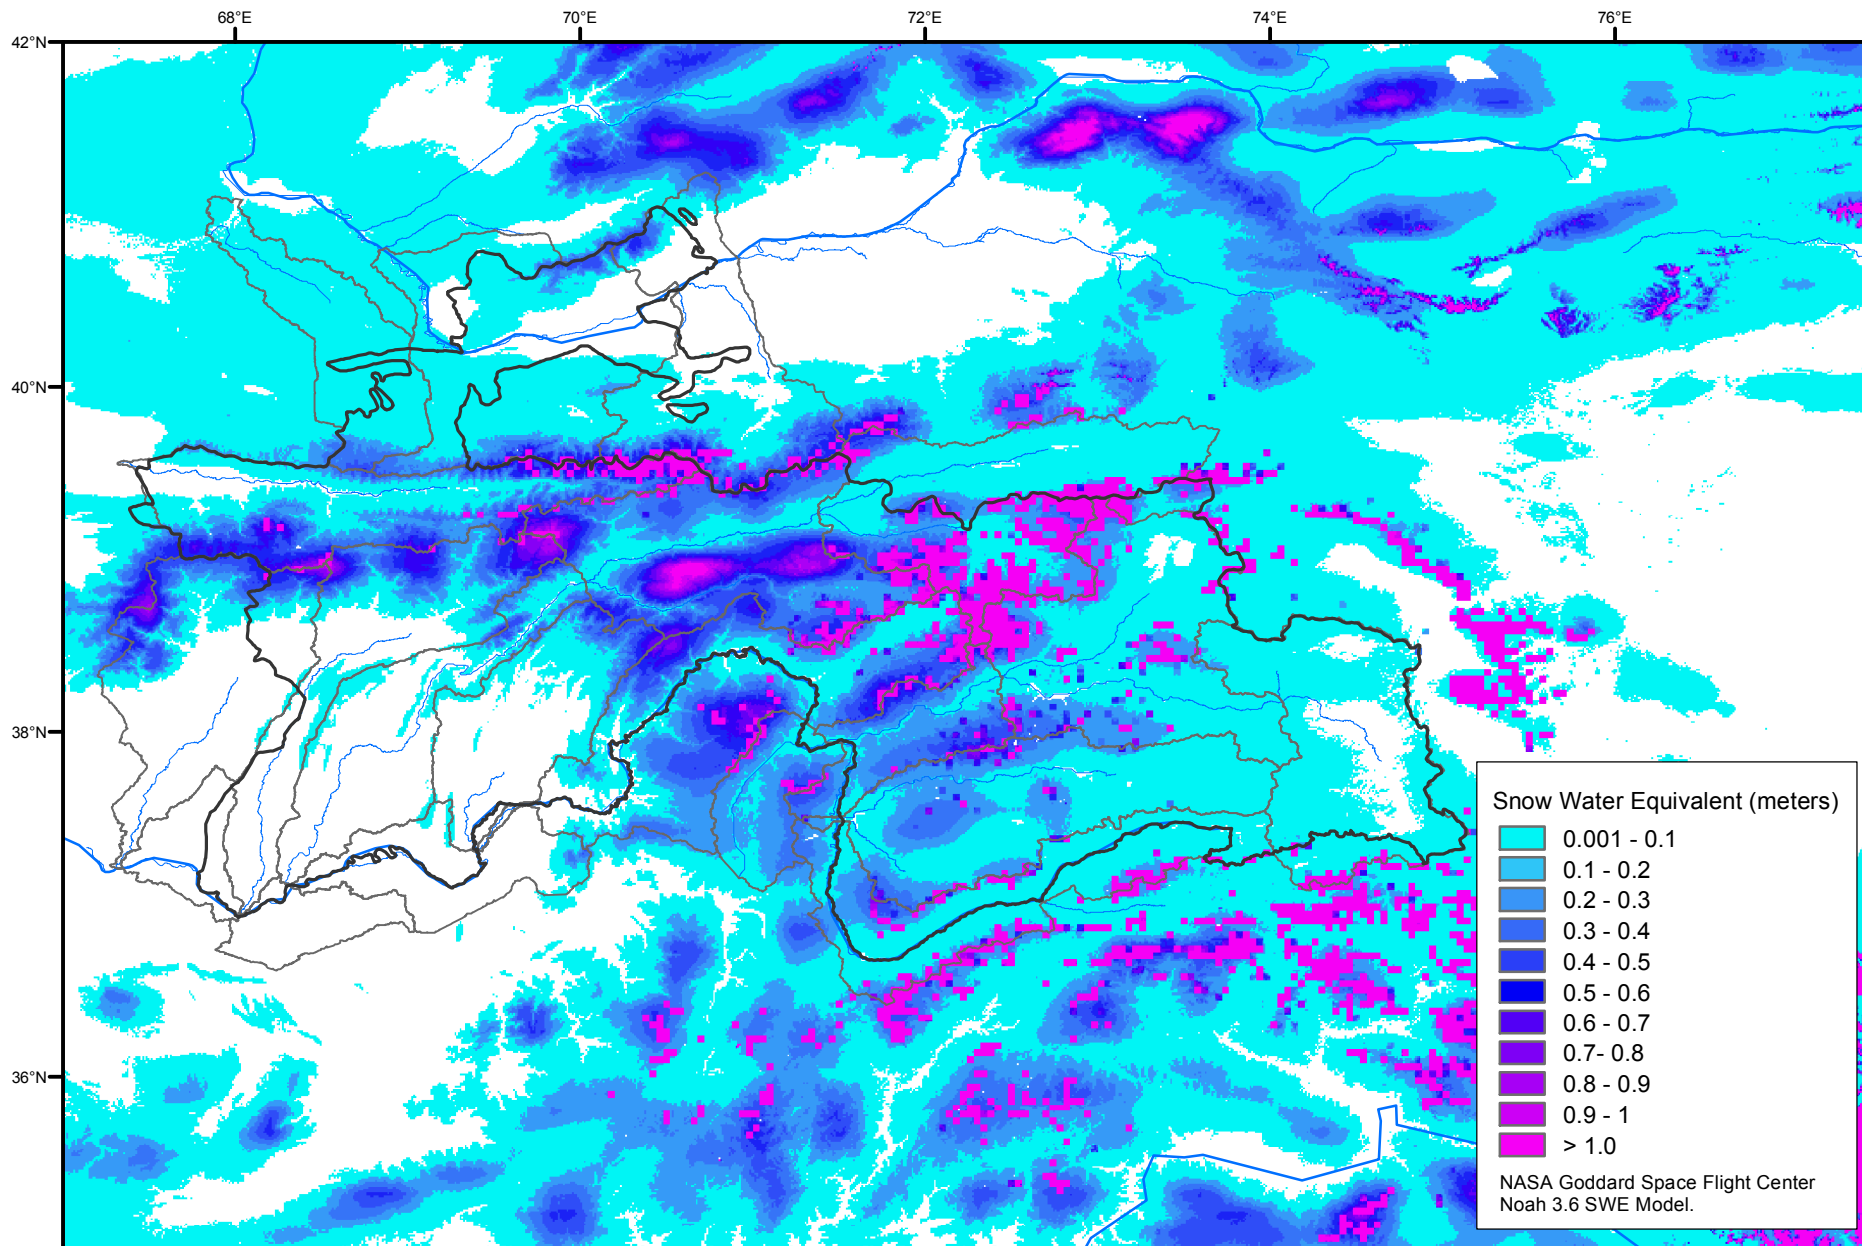 68°E
70°E
72°E
74°E
76°E
42°N
40°N
38°N
36°N
Snow Water Equivalent (meters)
0.001 - 0.1
0.1 - 0.2
0.2 - 0.3
0.3 - 0.4
0.4 - 0.5
0.5 - 0.6
0.6 - 0.7
0.7- 0.8
0.8 - 0.9
0.9 - 1
> 1.0
NASA Goddard Space Flight Center
Noah 3.6 SWE Model.